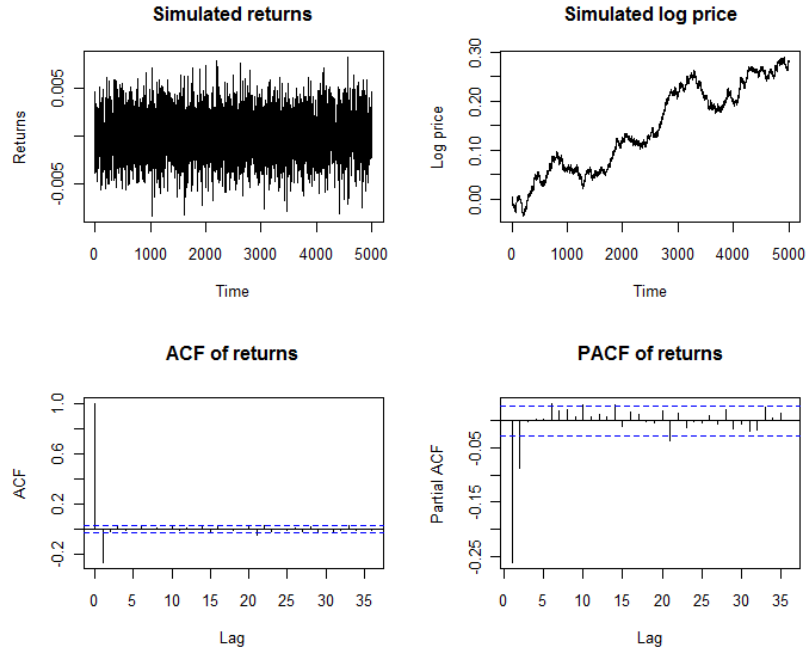 Simulated returns
Returns
0.005
-0.005
0 1000 2000 3000 4000 5000
Time
Simulated log price
Log price
0.30
0.20
0.10
0.00
0 1000 2000 3000 4000 5000
Time
ACF of returns
ACF
1.0
0.6
0.2
-0.2
0 5 10 15 20 25 30 35
Lag
PACF of returns
Partial ACF
-0.05
-0.15
-0.25
0 5 10 15 20 25 30 35
Lag